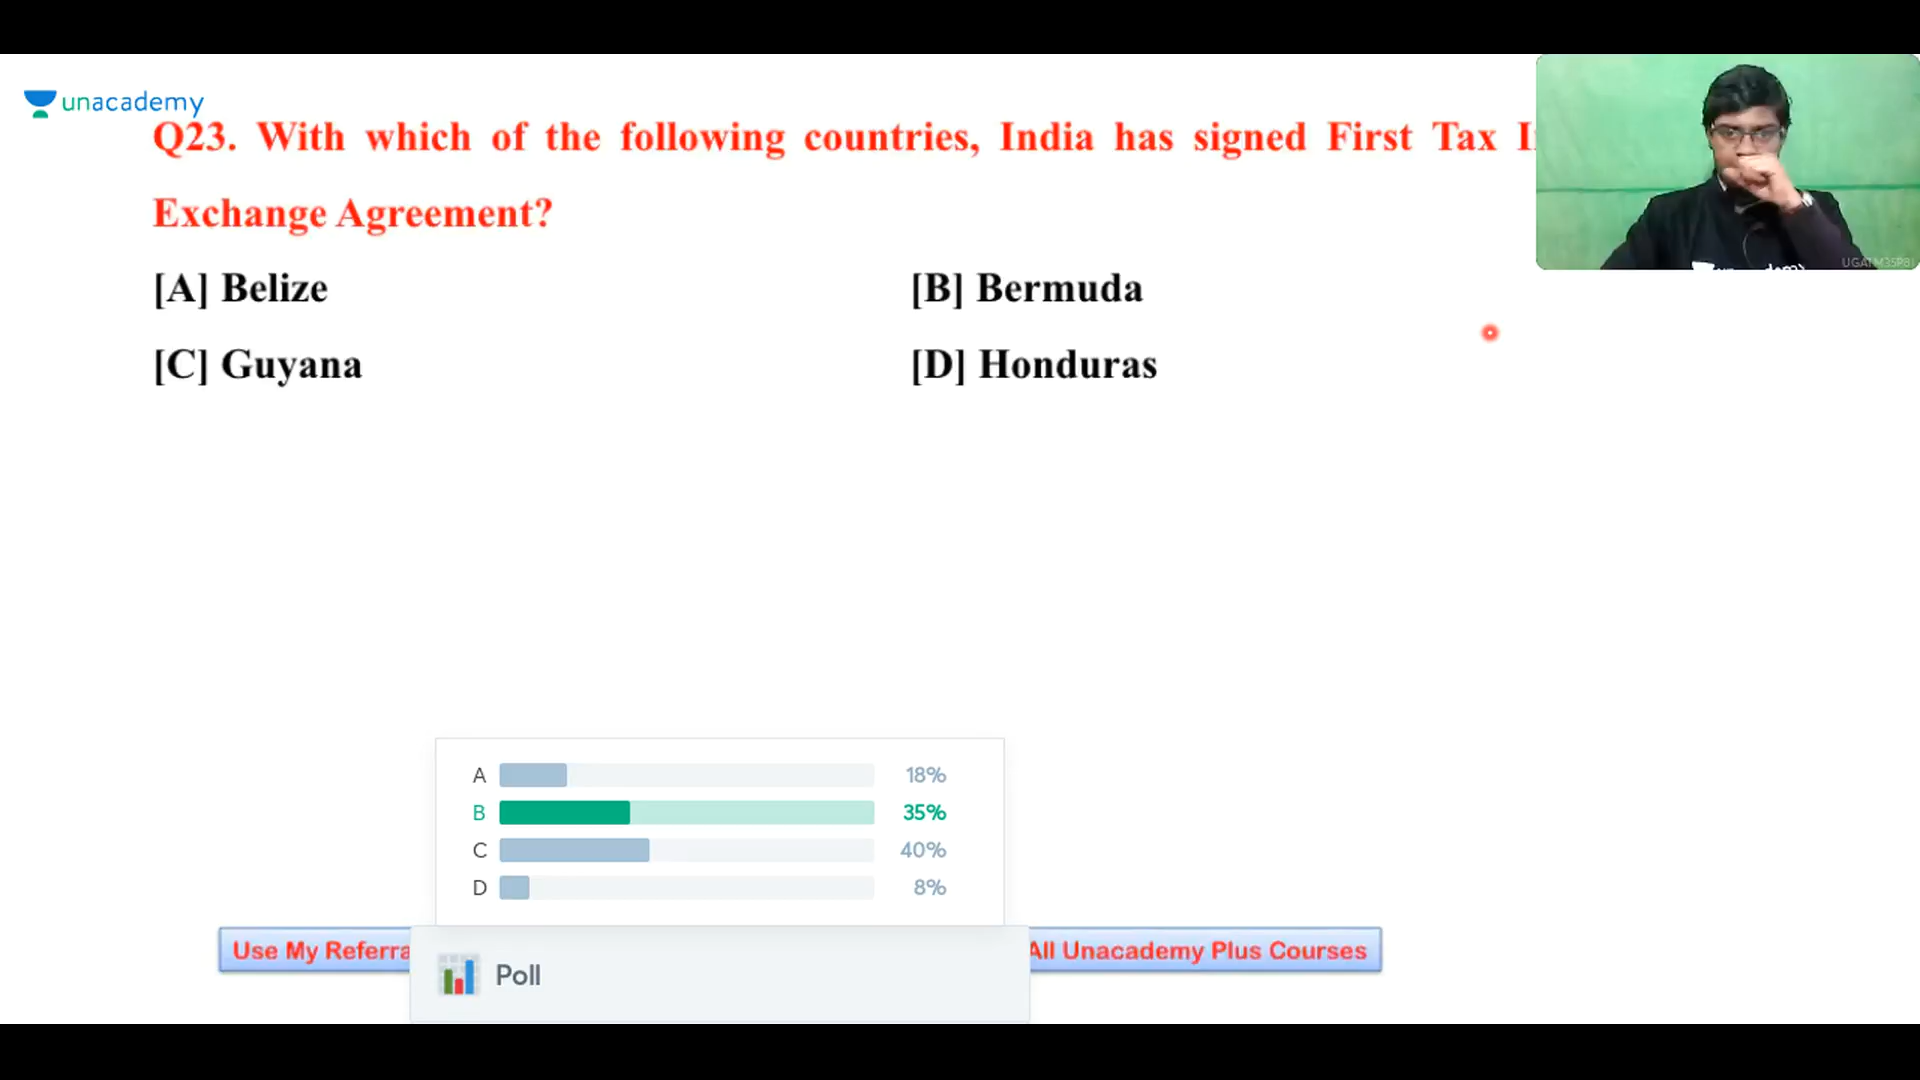 unacademy
Q23. With which of the following countries, India has signed First Tax
Exchange Agreement?
[A] Belize
[B] Bermuda
[C] Guyana
[D] Honduras
A 18%
B 35%
C 40%
D 8%
Use My
All Unacademy Plus Courses
Poll